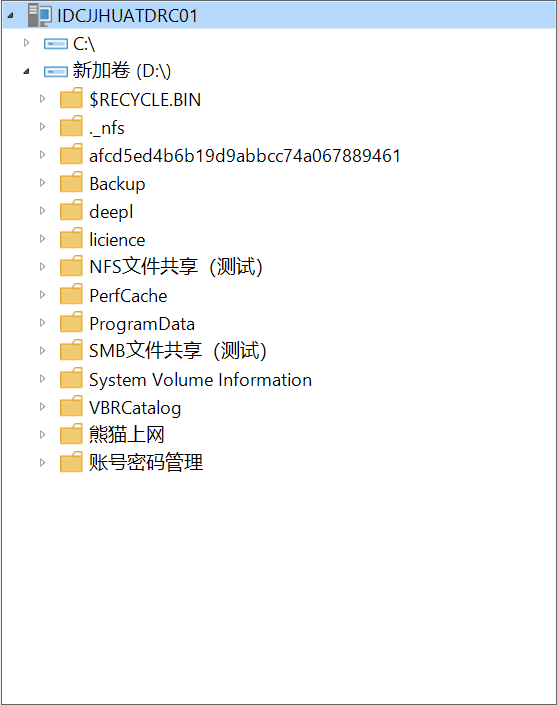 IDCJJHUATDRC01
C:\
新加卷 (D:\)
$RECYCLE.BIN
._nfs
afcd5ed4b6b19d9abbcc74a067889461
Backup
deepl
licience
NFS文件共享（测试）
PerfCache
ProgramData
SMB文件共享（测试）
System Volume Information
VBRCatalog
熊猫上网
账号密码管理